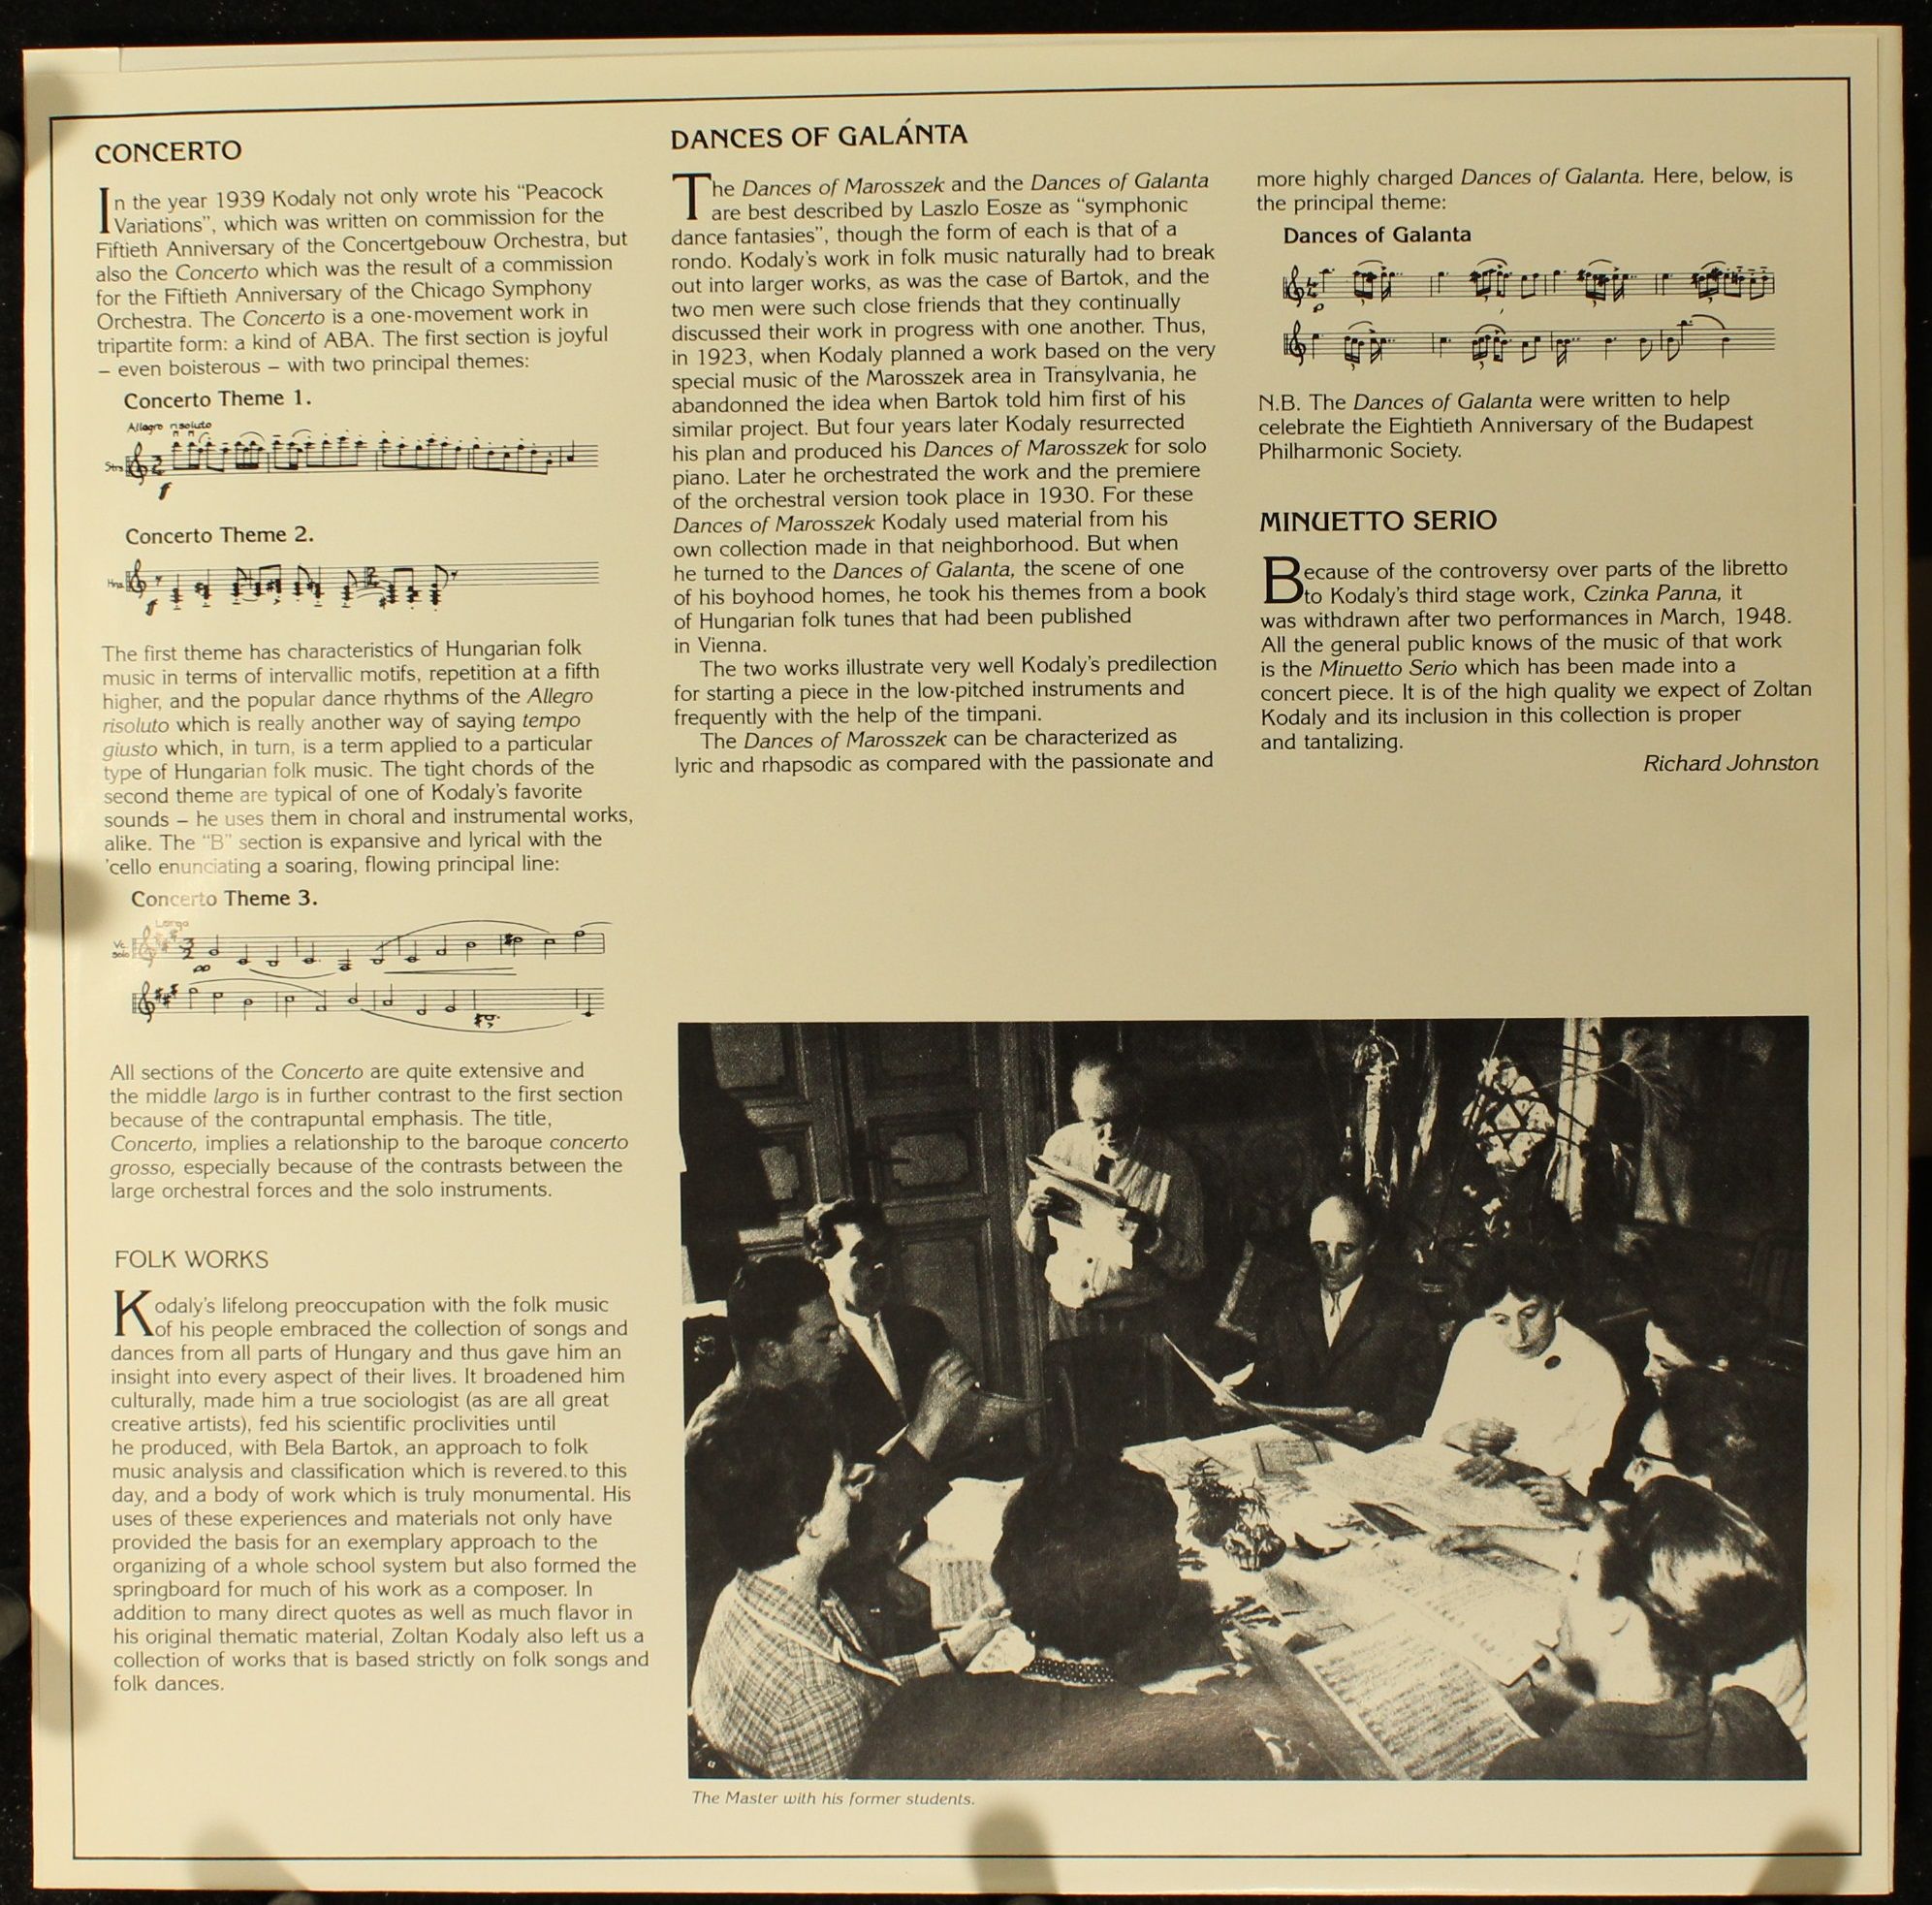 CONCERTO
In the year 1939 Kodaly not only wrote his “Peacock
Variations”, which was written on commission for the
Fiftieth Anniversary of the Concertgebouw Orchestra, but
also the Concerto which was the result of a commission
for the Fiftieth Anniversary of the Chicago Symphony
Orchestra. The Concerto is a one-movement work in
tripartite form: a kind of ABA. The first section is joyful
– even boisterous – with two principal themes:
Concerto Theme 1.
Allegro risoluto
Strs
f
Concerto Theme 2.
Hns.
f
The first theme has characteristics of Hungarian folk
music in terms of intervallic motifs, repetition at a fifth
higher, and the popular dance rhythms of the Allegro
risoluto which is really another way of saying tempo
giusto which, in turn, is a term applied to a particular
type of Hungarian folk music. The tight chords of the
second theme are typical of one of Kodaly’s favorite
sounds – he uses them in choral and instrumental works,
alike. The “B” section is expansive and lyrical with the
’cello enunciating a soaring, flowing principal line:
Concerto Theme 3.
Largo
Vc.
solo
pp
All sections of the Concerto are quite extensive and
the middle largo is in further contrast to the first section
because of the contrapuntal emphasis. The title,
Concerto, implies a relationship to the baroque concerto
grosso, especially because of the contrasts between the
large orchestral forces and the solo instruments.
FOLK WORKS
Kodaly’s lifelong preoccupation with the folk music
of his people embraced the collection of songs and
dances from all parts of Hungary and thus gave him an
insight into every aspect of their lives. It broadened him
culturally, made him a true sociologist (as are all great
creative artists), fed his scientific proclivities until
he produced, with Bela Bartok, an approach to folk
music analysis and classification which is revered to this
day, and a body of work which is truly monumental. His
uses of these experiences and materials not only have
provided the basis for an exemplary approach to the
organizing of a whole school system but also formed the
springboard for much of his work as a composer. In
addition to many direct quotes as well as much flavor in
his original thematic material, Zoltan Kodaly also left us a
collection of works that is based strictly on folk songs and
folk dances.
DANCES OF GALÁNTA
The Dances of Marosszek and the Dances of Galanta
are best described by Laszlo Eosze as “symphonic
dance fantasies”, though the form of each is that of a
rondo. Kodaly’s work in folk music naturally had to break
out into larger works, as was the case of Bartok, and the
two men were such close friends that they continually
discussed their work in progress with one another. Thus,
in 1923, when Kodaly planned a work based on the very
special music of the Marosszek area in Transylvania, he
abandonned the idea when Bartok told him first of his
similar project. But four years later Kodaly resurrected
his plan and produced his Dances of Marosszek for solo
piano. Later he orchestrated the work and the premiere
of the orchestral version took place in 1930. For these
Dances of Marosszek Kodaly used material from his
own collection made in that neighborhood. But when
he turned to the Dances of Galanta, the scene of one
of his boyhood homes, he took his themes from a book
of Hungarian folk tunes that had been published
in Vienna.
The two works illustrate very well Kodaly’s predilection
for starting a piece in the low-pitched instruments and
frequently with the help of the timpani.
The Dances of Marosszek can be characterized as
lyric and rhapsodic as compared with the passionate and
more highly charged Dances of Galanta. Here, below, is
the principal theme:
Dances of Galanta
p
N.B. The Dances of Galanta were written to help
celebrate the Eightieth Anniversary of the Budapest
Philharmonic Society.
MINUETTO SERIO
Because of the controversy over parts of the libretto
to Kodaly’s third stage work, Czinka Panna, it
was withdrawn after two performances in March, 1948.
All the general public knows of the music of that work
is the Minuetto Serio which has been made into a
concert piece. It is of the high quality we expect of Zoltan
Kodaly and its inclusion in this collection is proper
and tantalizing.
Richard Johnston
The Master with his former students.